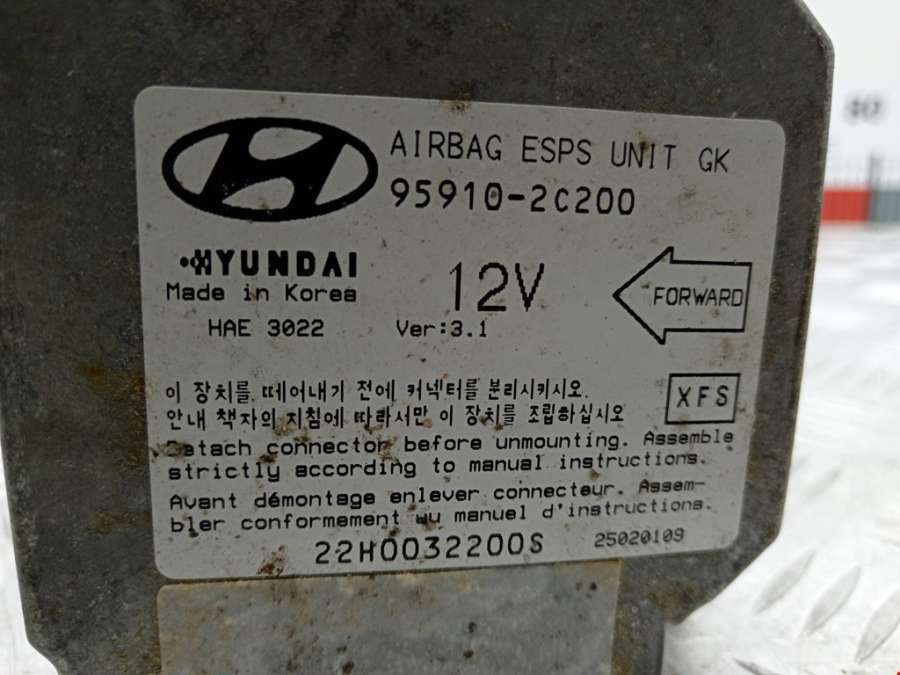 AIRBAG ESPS UNIT GK
95910-2C200
HYUNDAI
Made in Korea
12V
FORWARD
HAE 3022
Ver:3.1
이 장치를 떼어내기 전에 커넥터를 분리시키시오.
안내 책자의 지침에 따라서만 이 장치를 조립하십시오
XFS
Detach connector before unmounting. Assemble
strictly according to manual instructions.
Avant démontage enlever connecteur. Assem-
bler conformement au manuel d'instructions.
22H0032200S
25020109
80